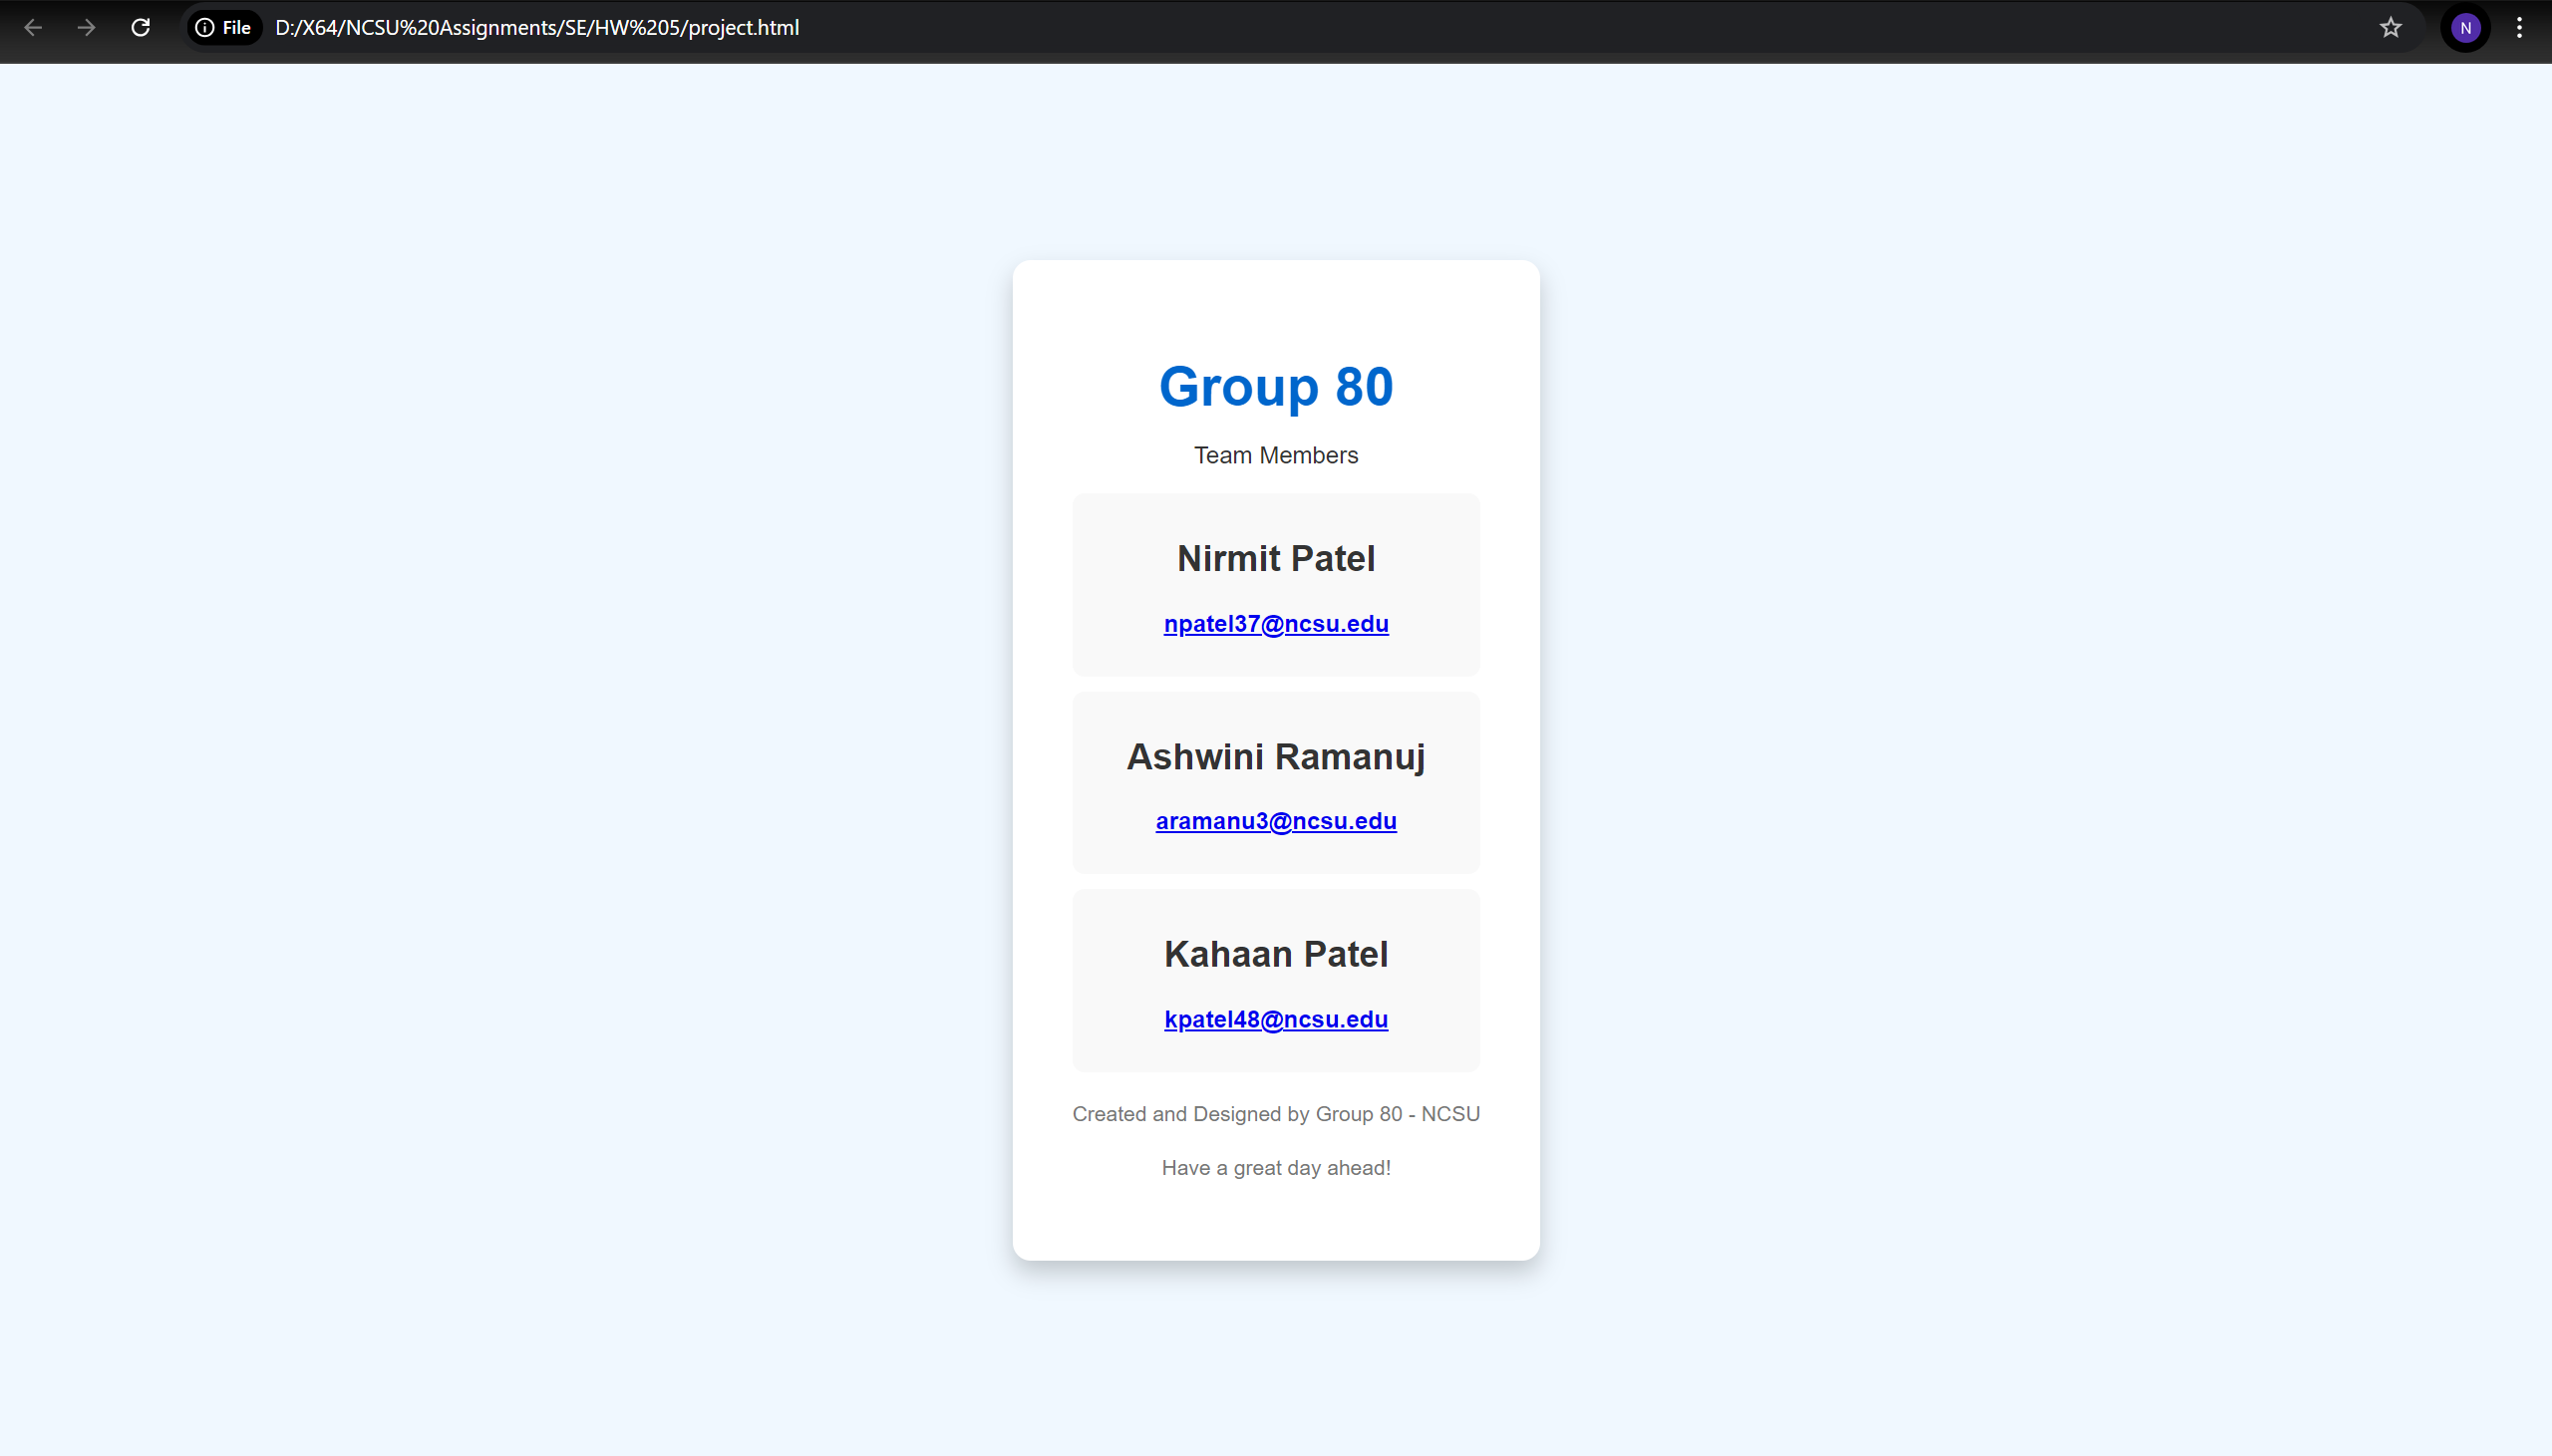 File D:/X64/NCSU%20Assignments/SE/HW%205/project.html N
Group 80
Team Members
Nirmit Patel
npatel37@ncsu.edu
Ashwini Ramanuj
aramanu3@ncsu.edu
Kahaan Patel
kpatel48@ncsu.edu
Created and Designed by Group 80 - NCSU
Have a great day ahead!